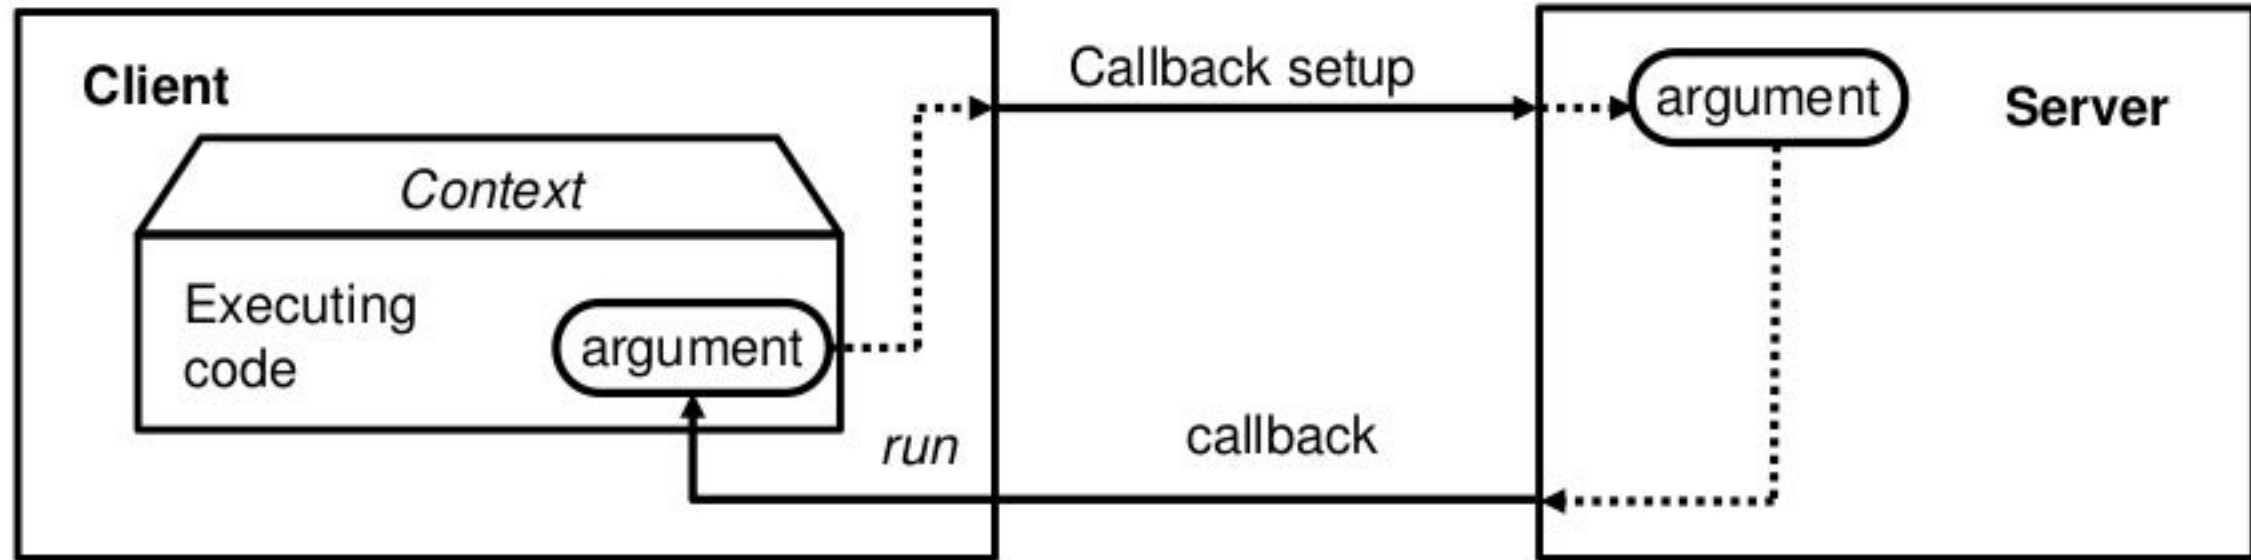 Client
Callback setup
argument
Server
Context
Executing
code
argument
run
callback